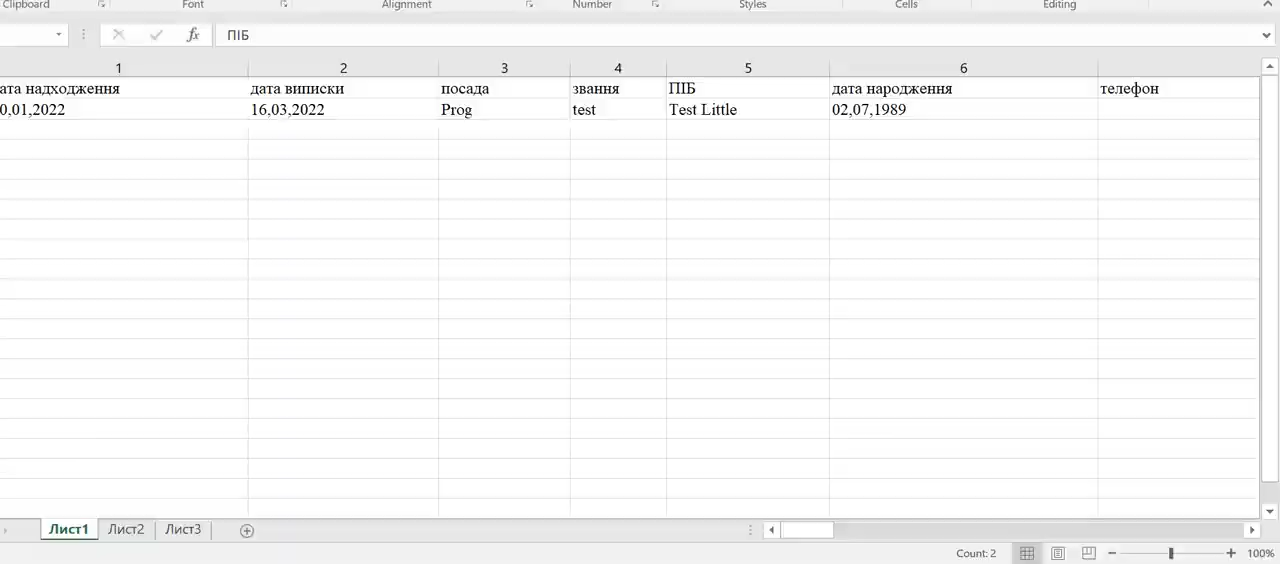 Clipboard Font Alignment Number Styles Cells Editing
fx ПІБ
1 2 3 4 5 6
ата надходження дата виписки посада звання ПІБ дата народження телефон
0,01,2022 16,03,2022 Prog test Test Little 02,07,1989
Лист1 Лист2 Лист3
Count: 2 100%